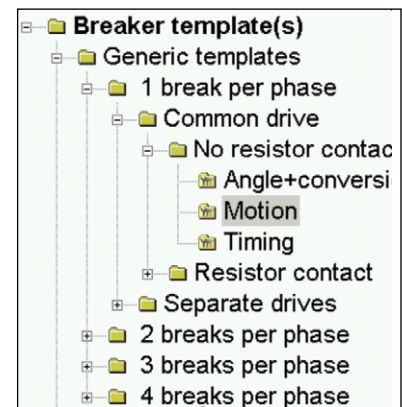 Breaker template(s)
Generic templates
1 break per phase
Common drive
No resistor contac
Angle+conversi
Motion
Timing
Resistor contact
Separate drives
2 breaks per phase
3 breaks per phase
4 breaks per phase